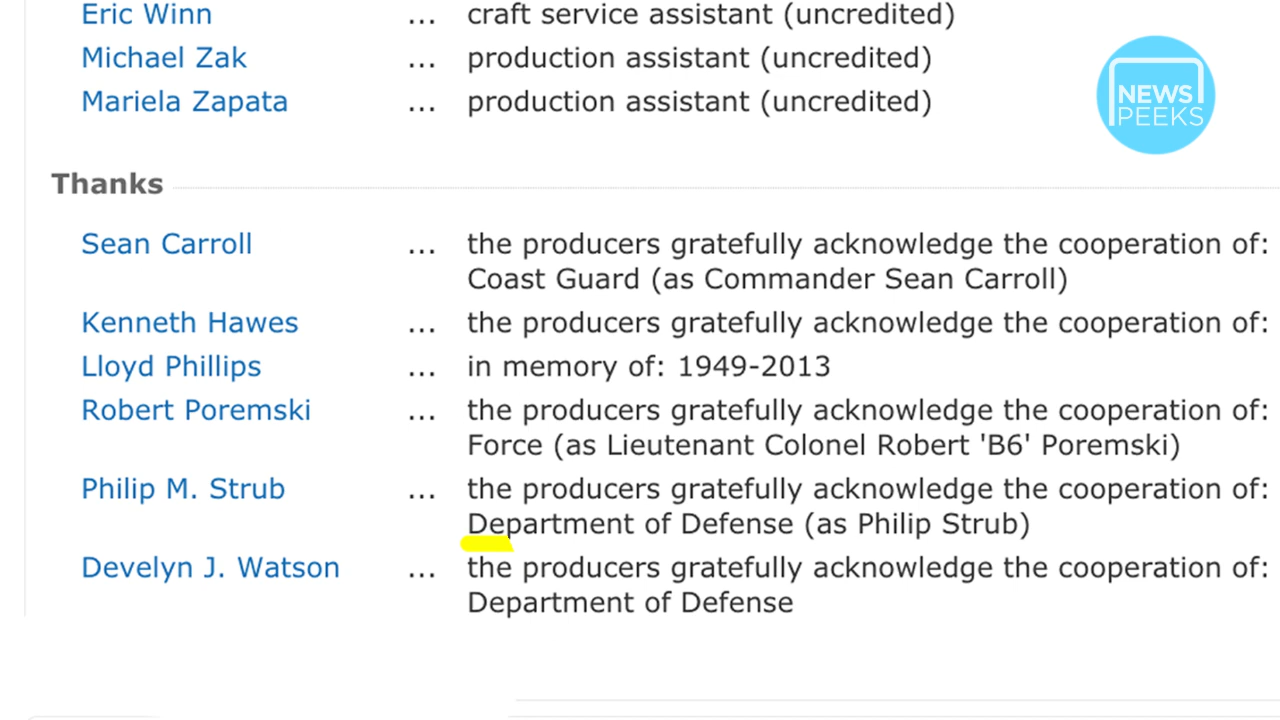 Eric Winn ... craft service assistant (uncredited)
Michael Zak ... production assistant (uncredited)
Mariela Zapata ... production assistant (uncredited)
NEWS
PEEKS
Thanks
Sean Carroll ... the producers gratefully acknowledge the cooperation of:
Coast Guard (as Commander Sean Carroll)
Kenneth Hawes ... the producers gratefully acknowledge the cooperation of:
Lloyd Phillips ... in memory of: 1949-2013
Robert Poremski ... the producers gratefully acknowledge the cooperation of:
Force (as Lieutenant Colonel Robert 'B6' Poremski)
Philip M. Strub ... the producers gratefully acknowledge the cooperation of:
Department of Defense (as Philip Strub)
Develyn J. Watson ... the producers gratefully acknowledge the cooperation of:
Department of Defense